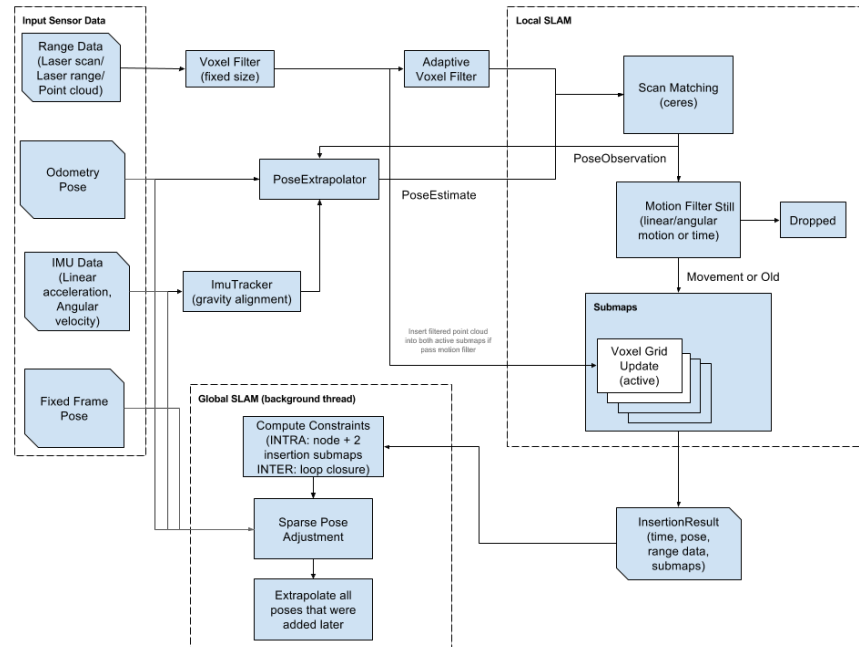 Input Sensor Data
Range Data
(Laser scan/
Laser range/
Point cloud)
Voxel Filter
(fixed size)
Adaptive
Voxel Filter
Local SLAM
Scan Matching
(ceres)
Odometry
Pose
PoseExtrapolator
PoseEstimate
PoseObservation
Motion Filter Still
(linear/angular
motion or time)
Dropped
IMU Data
(Linear
acceleration,
Angular
velocity)
ImuTracker
(gravity alignment)
Movement or Old
Submaps
Insert filtered point cloud
into both active submaps if
pass motion filter
Voxel Grid
Update
(active)
Fixed Frame
Pose
Global SLAM (background thread)
Compute Constraints
(INTRA: node + 2
insertion submaps
INTER: loop closure)
Sparse Pose
Adjustment
Extrapolate all
poses that were
added later
InsertionResult
(time, pose,
range data,
submaps)